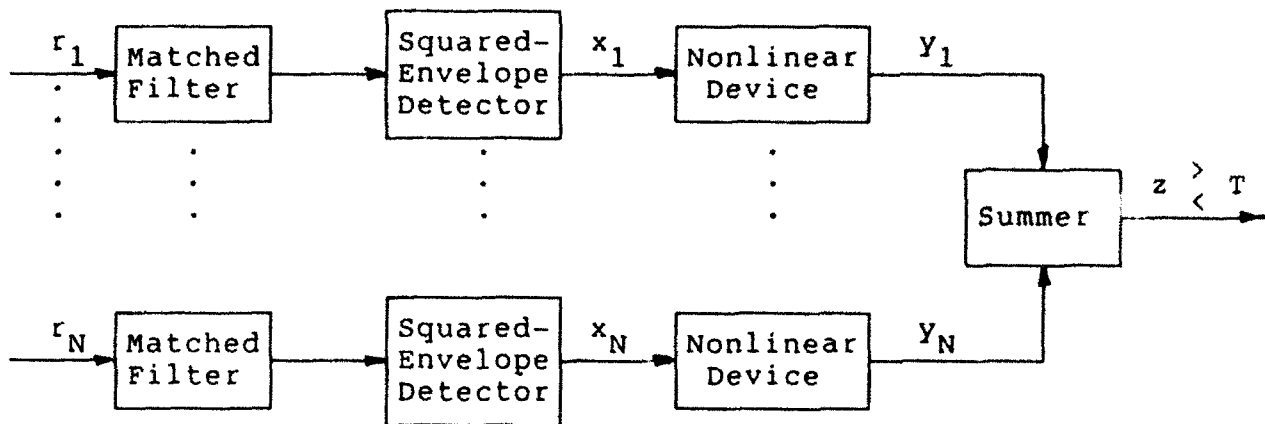 r1
Matched
Filter
Squared-
Envelope
Detector
x1
Nonlinear
Device
y1
Summer
z > < T
rN
Matched
Filter
Squared-
Envelope
Detector
xN
Nonlinear
Device
yN